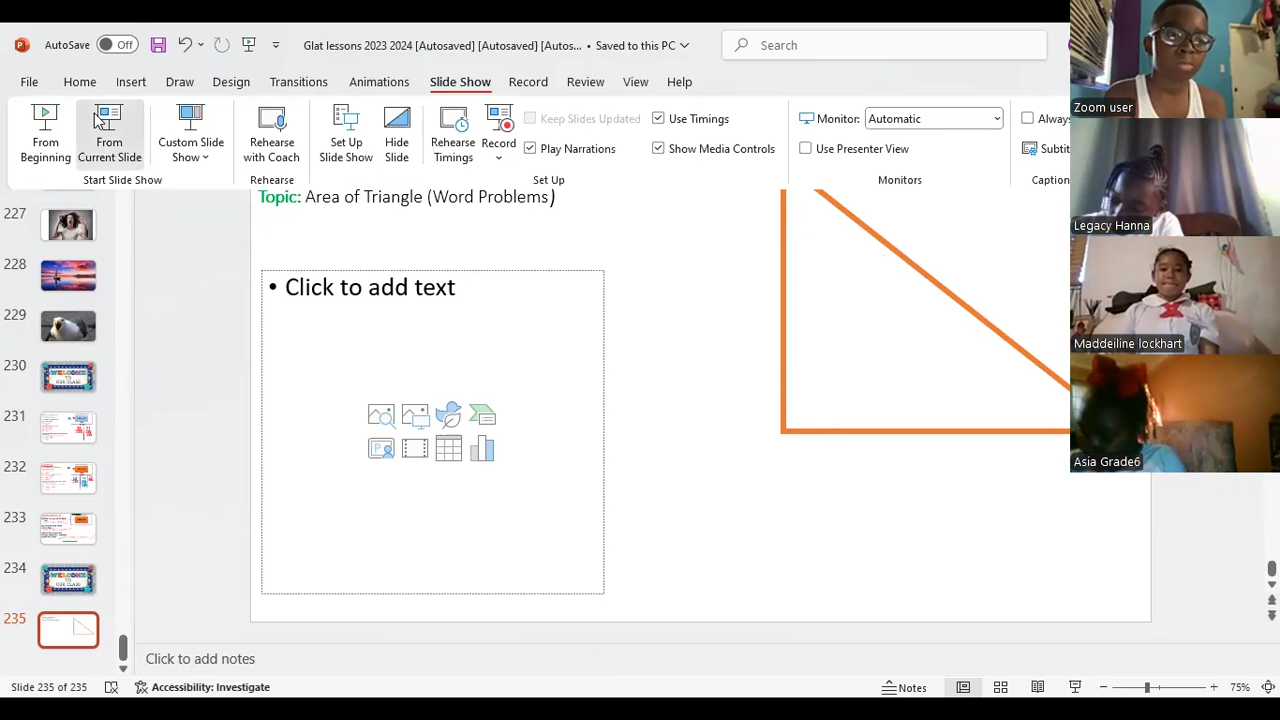 AutoSave Off Glat lessons 2023 2024 [Autosaved] [Autosaved] [Autos... • Saved to this PC Search
File Home Insert Draw Design Transitions Animations Slide Show Record Review View Help
From Beginning
From Current Slide
Custom Slide Show
Rehearse with Coach
Set Up Slide Show
Hide Slide
Rehearse Timings
Record
Keep Slides Updated
Play Narrations
Use Timings
Show Media Controls
Monitor: Automatic
Use Presenter View
Always
Subtit
Start Slide Show Rehearse Set Up Monitors Caption
Zoom user
Legacy Hanna
Maddeiline lockhart
Asia Grade6
Topic: Area of Triangle (Word Problems)
• Click to add text
227
228
229
230
231
232
233
234
235
Click to add notes
Slide 235 of 235 Accessibility: Investigate Notes 75%